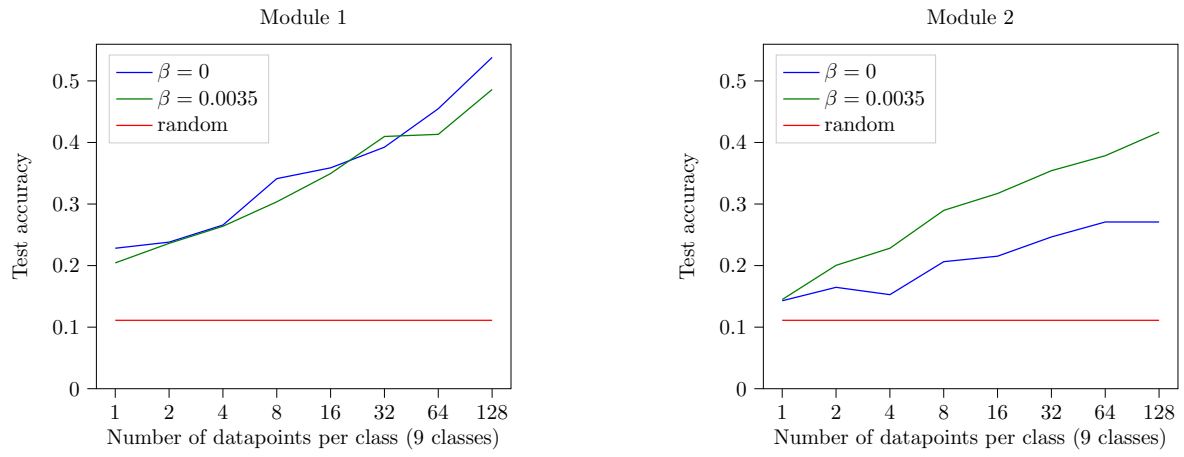 Module 1
β = 0
β = 0.0035
random
0.5
0.4
0.3
0.2
0.1
0
Test accuracy
1 2 4 8 16 32 64 128
Number of datapoints per class (9 classes)
Module 2
β = 0
β = 0.0035
random
0.5
0.4
0.3
0.2
0.1
0
Test accuracy
1 2 4 8 16 32 64 128
Number of datapoints per class (9 classes)